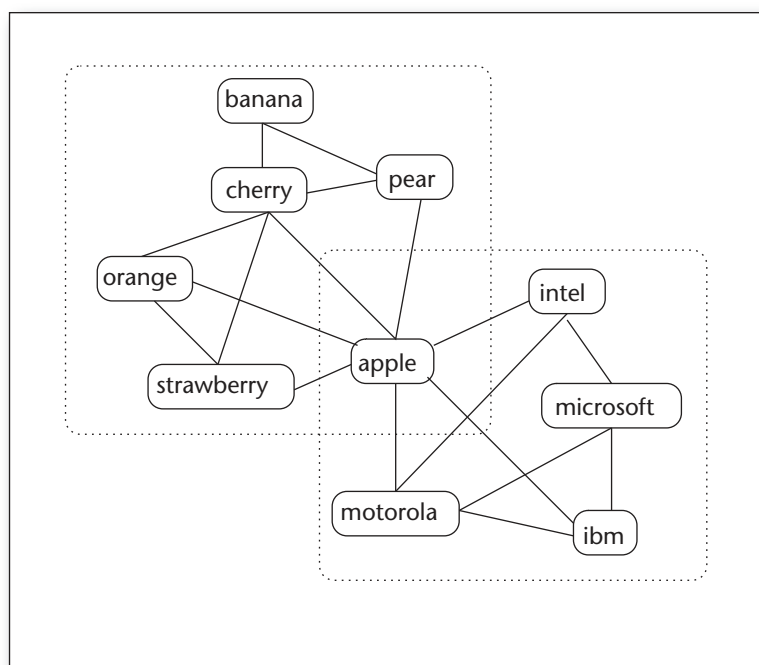 banana
pear
cherry
orange
intel
apple
strawberry
microsoft
motorola
ibm